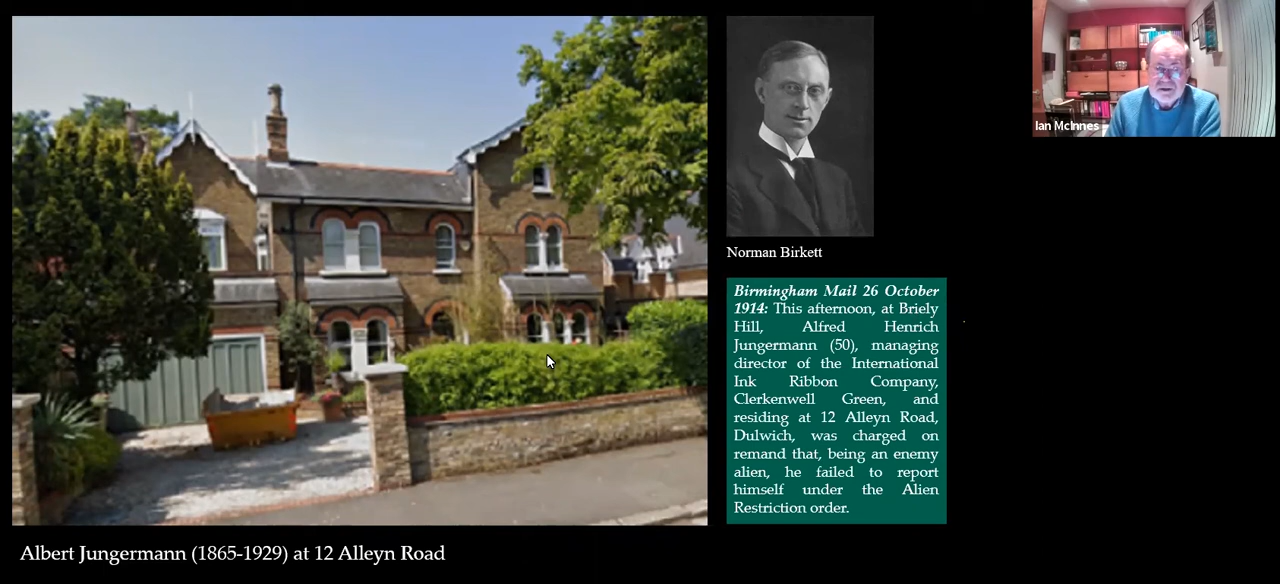 Ian McInnes
Norman Birkett
Birmingham Mail 26 October
1914: This afternoon, at Briely
Hill, Alfred Henrich
Jungermann (50), managing
director of the International
Ink Ribbon Company,
Clerkenwell Green, and
residing at 12 Alleyn Road,
Dulwich, was charged on
remand that, being an enemy
alien, he failed to report
himself under the Alien
Restriction order.
Albert Jungermann (1865-1929) at 12 Alleyn Road